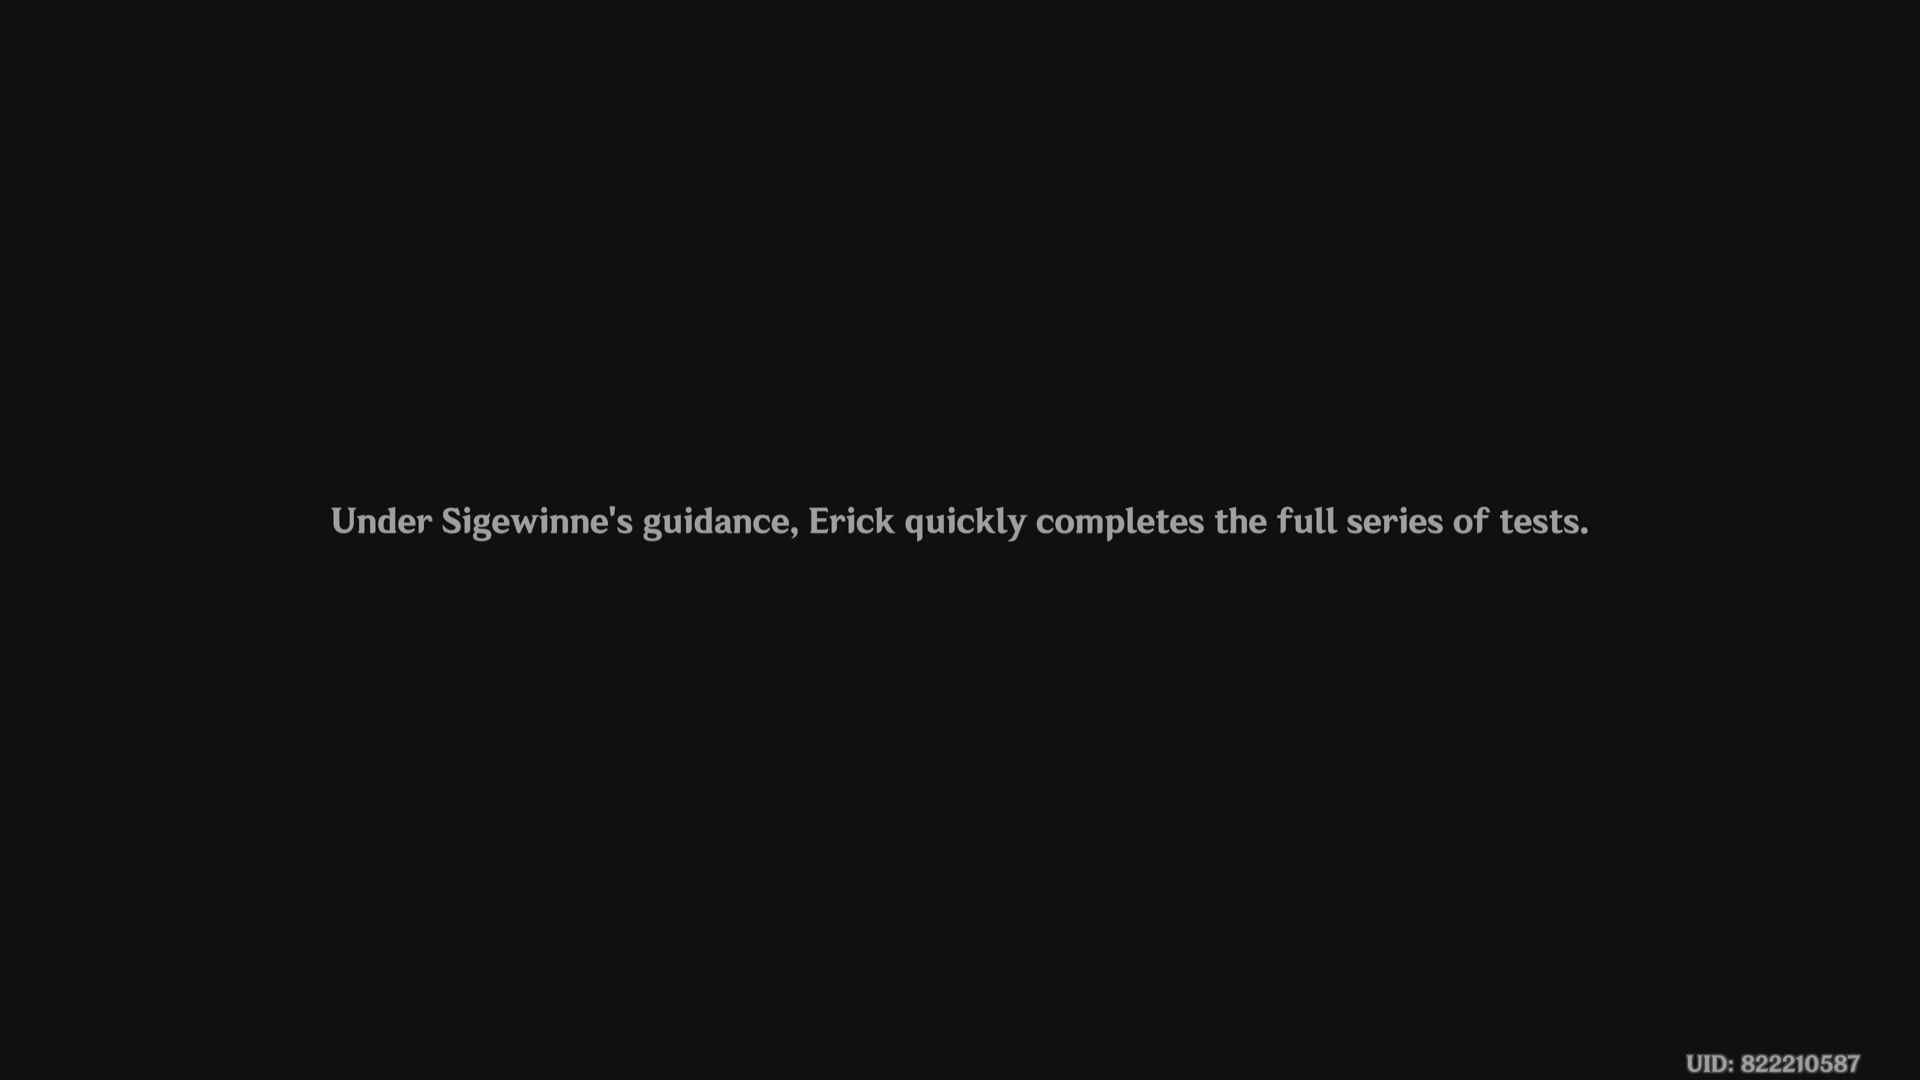 Under Sigewinne's guidance, Erick quickly completes the full series of tests.
UID: 822210587